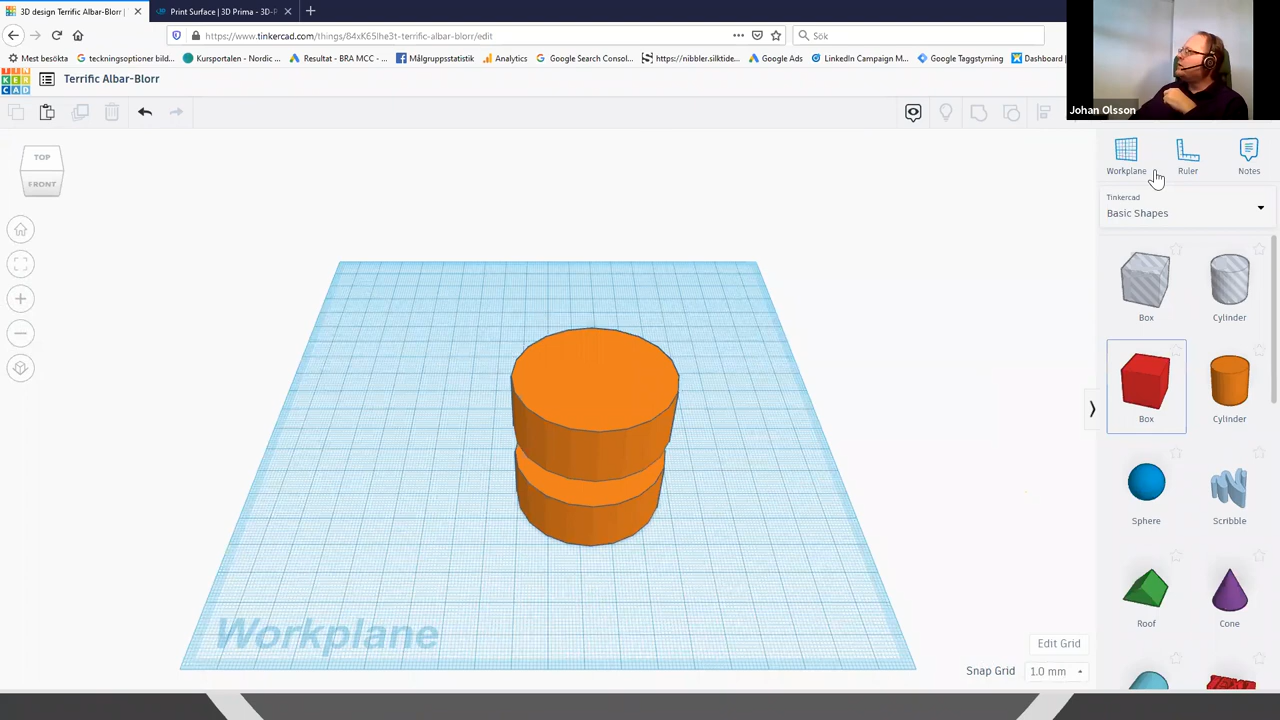 3D design Terrific Albar-Blorr |
Print Surface | 3D Prima - 3D-P
https://www.tinkercad.com/things/84xK65lhe3t-terrific-albar-blorr/edit
Sök
Mest besökta
teckningsoptioner bild...
Kursportalen - Nordic ...
Resultat - BRA MCC - ...
Målgruppsstatistik
Analytics
Google Search Consol...
https://nibbler.silktide...
Google Ads
LinkedIn Campaign M...
Google Taggstyrning
Dashboard |
Johan Olsson
TINKERCAD
Terrific Albar-Blorr
TOP
FRONT
Workplane
Ruler
Notes
Tinkercad
Basic Shapes
Box
Cylinder
Box
Cylinder
Sphere
Scribble
Roof
Cone
Workplane
Edit Grid
Snap Grid
1.0 mm